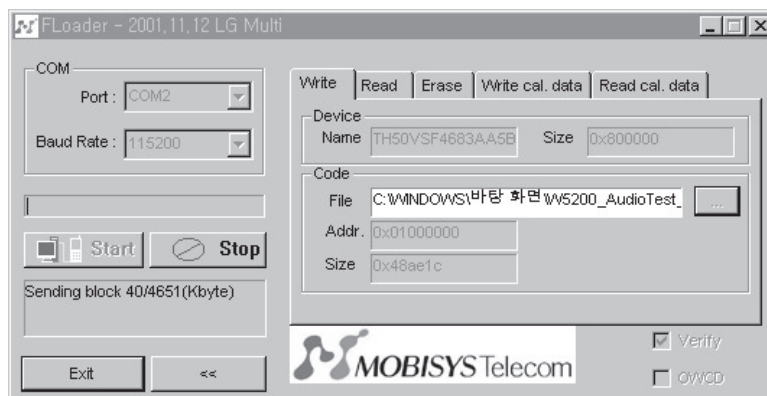 FLoader - 2001,11,12 LG Multi
COM
Port : COM2
Baud Rate : 115200
Start
Stop
Sending block 40/4651(Kbyte)
Exit
<<
Write Read Erase Write cal. data Read cal. data
Device
Name TH50VSF4683AA5B Size 0x800000
Code
File C:\WINDOWS\바탕 화면\W5200_AudioTest_ ...
Addr. 0x01000000
Size 0x48ae1c
MOBISYS Telecom
Verify
OWCD